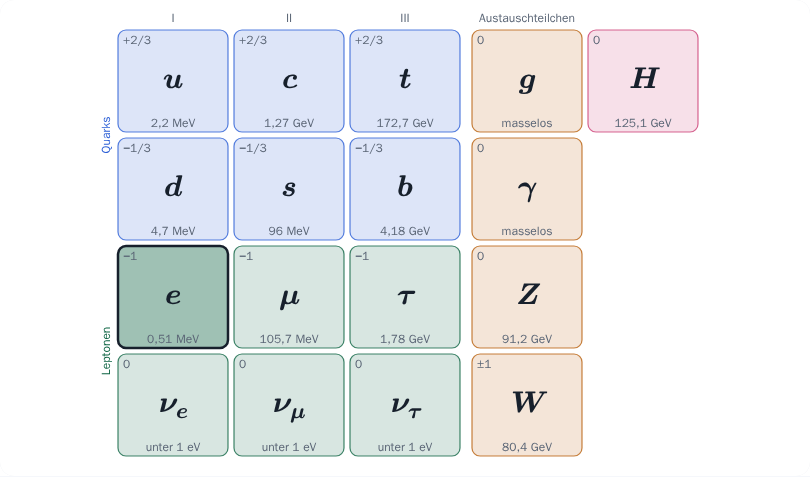 I II III Austauschteilchen
+2/3 +2/3 +2/3 0 0
u c t g H
2,2 MeV 1,27 GeV 172,7 GeV masselos 125,1 GeV
Quarks
−1/3 −1/3 −1/3 0
d s b γ
4,7 MeV 96 MeV 4,18 GeV masselos
−1 −1 −1 0
e μ τ Z
0,51 MeV 105,7 MeV 1,78 GeV 91,2 GeV
Leptonen
0 0 0 ±1
νe νμ ντ W
unter 1 eV unter 1 eV unter 1 eV 80,4 GeV